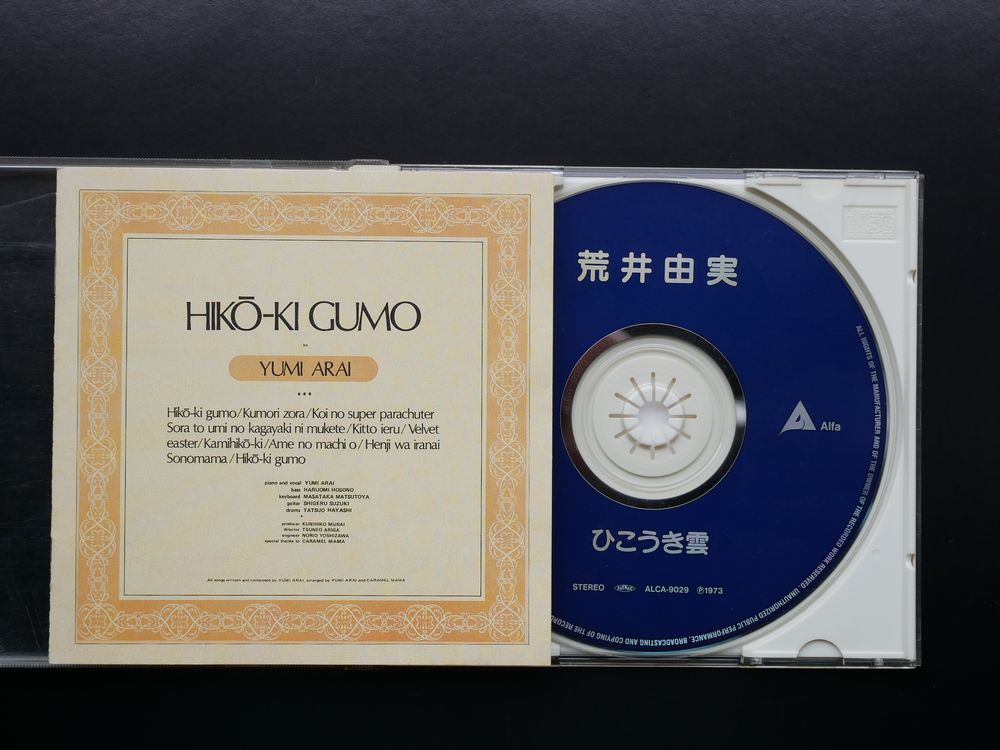 HIKŌ-KI GUMO
by
YUMI ARAI
***
Hikō-ki gumo/Kumori zora/Koi no super parachuter
Sora to umi no kagayaki ni mukete/Kitto ieru/Velvet
easter/Kamihikō-ki/Ame no machi o/Henji wa iranai
Sonomama/Hikō-ki gumo
piano and vocal YUMI ARAI
bass HARUOMI HOSONO
keyboard MASATAKA MATSUTOYA
guitar SHIGERU SUZUKI
drums TATSUO HAYASHI
*
producer KUNIHIKO MURAI
director TSUNEO ARIGA
engineer NORIO YOSHIZAWA
special thanks to CARAMEL MAMA
All songs written and composed by YUMI ARAI, arranged by YUMI ARAI and CARAMEL MAMA
荒井由実
Alfa
ひこうき雲
STEREO ALCA-9029 Ⓟ1973
ALL RIGHTS OF THE MANUFACTURER AND OF THE OWNER OF THE RECORDED WORK RESERVED. UNAUTHORIZED PUBLIC PERFORMANCE, BROADCASTING AND COPYING OF THE RECORD